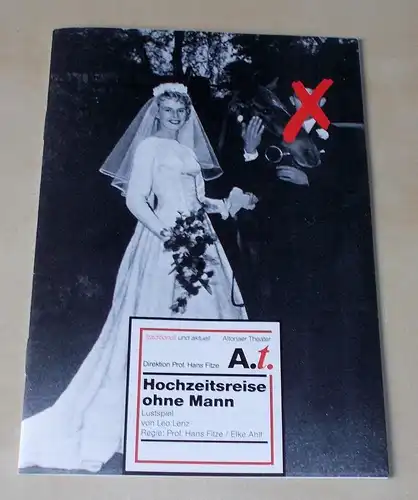 traditionell und aktuell Altonaer Theater
Direktion Prof. Hans Fitze A.t.
Hochzeitsreise
ohne Mann
Lustspiel
von Leo Lenz
Regie: Prof. Hans Fitze / Elke Ahlf